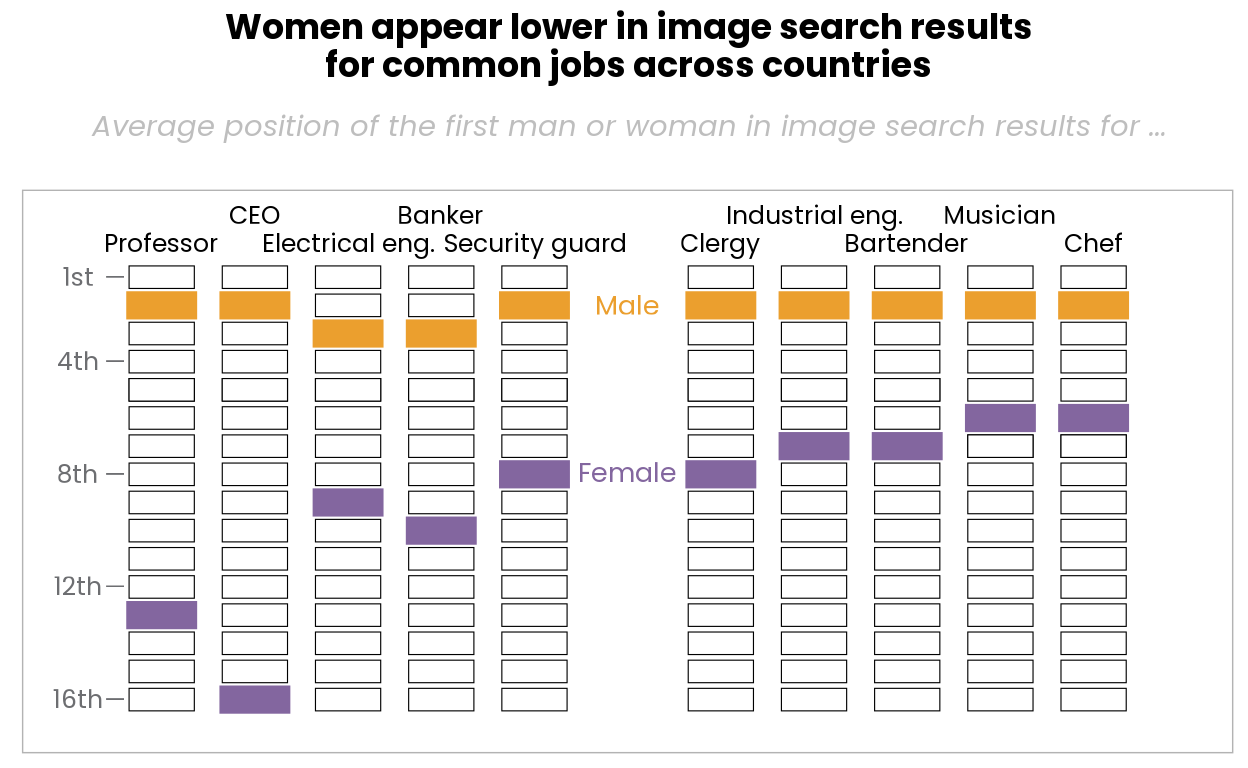 Women appear lower in image search results
for common jobs across countries
Average position of the first man or woman in image search results for ...
CEO Banker Industrial eng. Musician
Professor Electrical eng. Security guard Clergy Bartender Chef
1st
Male
4th
8th
Female
12th
16th